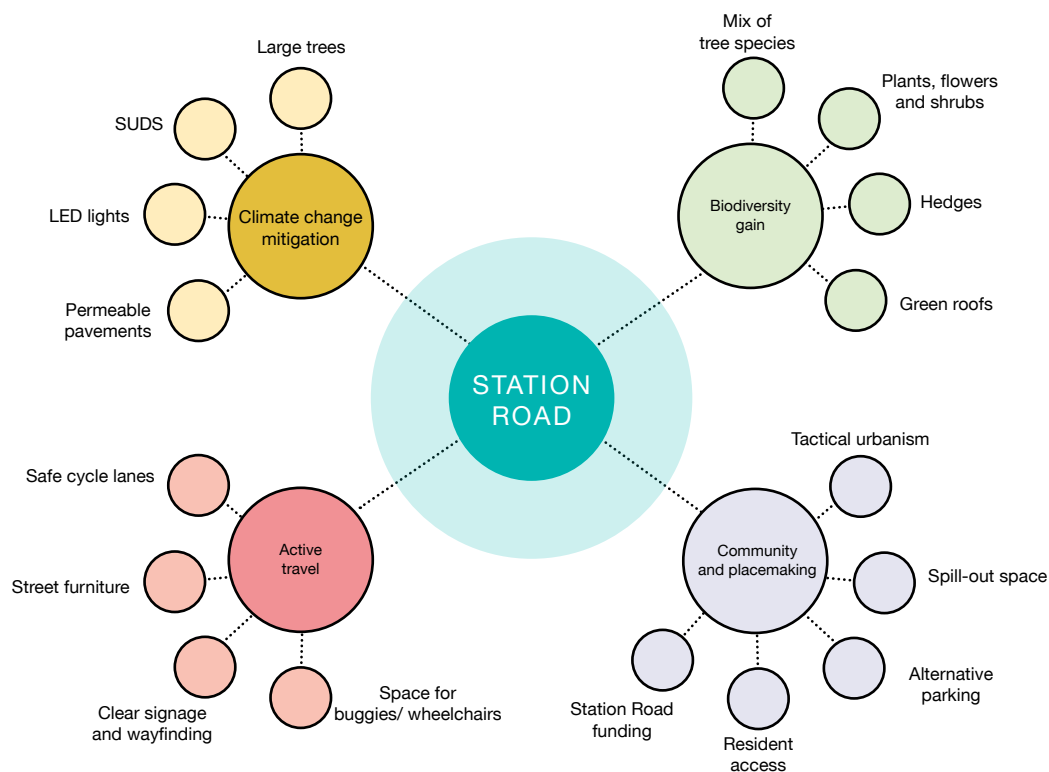 Large trees
SUDS
LED lights
Permeable
pavements
Climate change
mitigation
Mix of
tree species
Plants, flowers
and shrubs
Hedges
Green roofs
Biodiversity
gain
STATION
ROAD
Safe cycle lanes
Street furniture
Clear signage
and wayfinding
Space for
buggies/ wheelchairs
Active
travel
Tactical urbanism
Spill-out space
Alternative
parking
Resident
access
Station Road
funding
Community
and placemaking